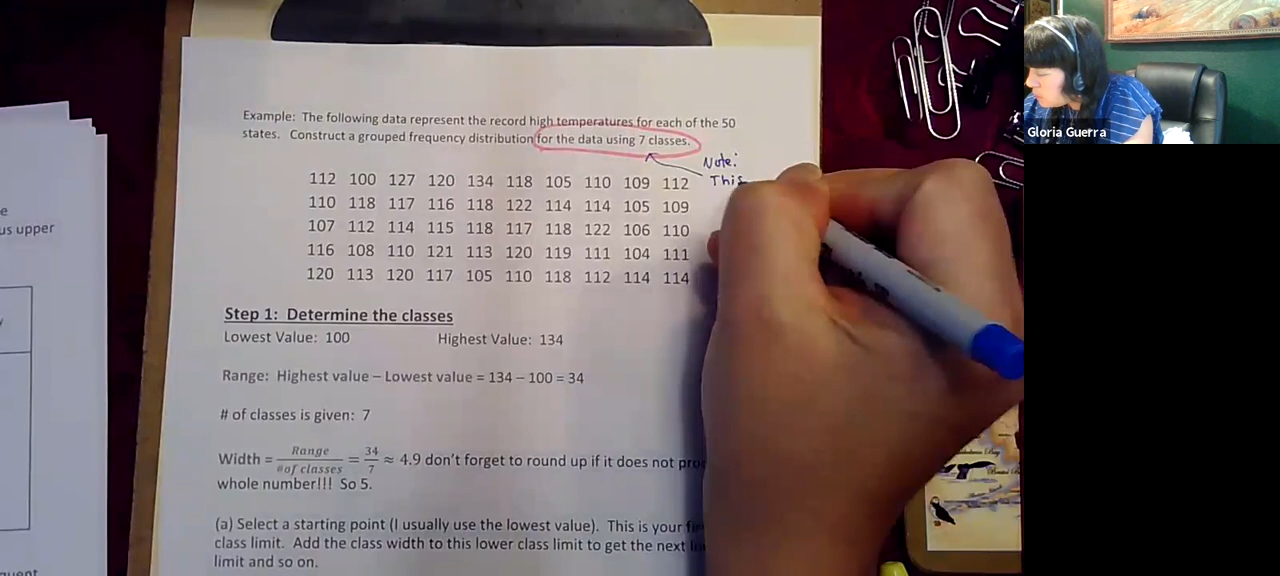 Example: The following data represent the record high temperatures for each of the 50
states. Construct a grouped frequency distribution for the data using 7 classes.
Note:
This
112 100 127 120 134 118 105 110 109 112
110 118 117 116 118 122 114 114 105 109
107 112 114 115 118 117 118 122 106 110
116 108 110 121 113 120 119 111 104 111
120 113 120 117 105 110 118 112 114 114
Step 1: Determine the classes
Lowest Value: 100 Highest Value: 134
Range: Highest value – Lowest value = 134 – 100 = 34
# of classes is given: 7
Width = Range / #of classes = 34 / 7 ≈ 4.9 don't forget to round up if it does not
whole number!!! So 5.
(a) Select a starting point (I usually use the lowest value). This is your
class limit. Add the class width to this lower class limit to get the next
limit and so on.
us upper
Gloria Guerra